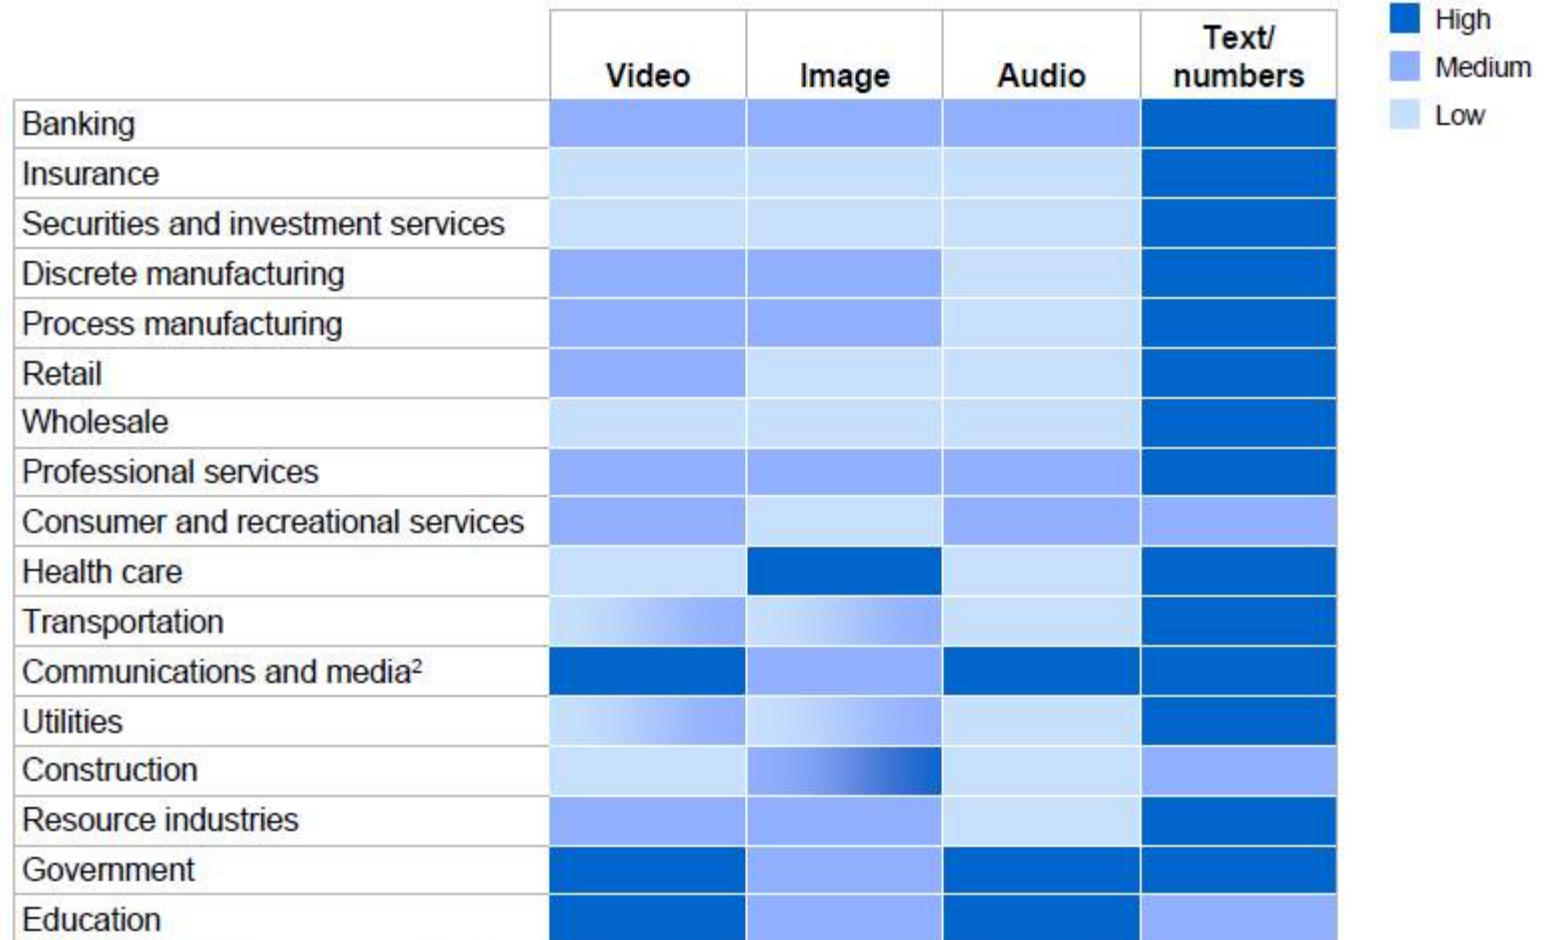 Video
Image
Audio
Text/
numbers
High
Medium
Low
Banking
Insurance
Securities and investment services
Discrete manufacturing
Process manufacturing
Retail
Wholesale
Professional services
Consumer and recreational services
Health care
Transportation
Communications and media²
Utilities
Construction
Resource industries
Government
Education